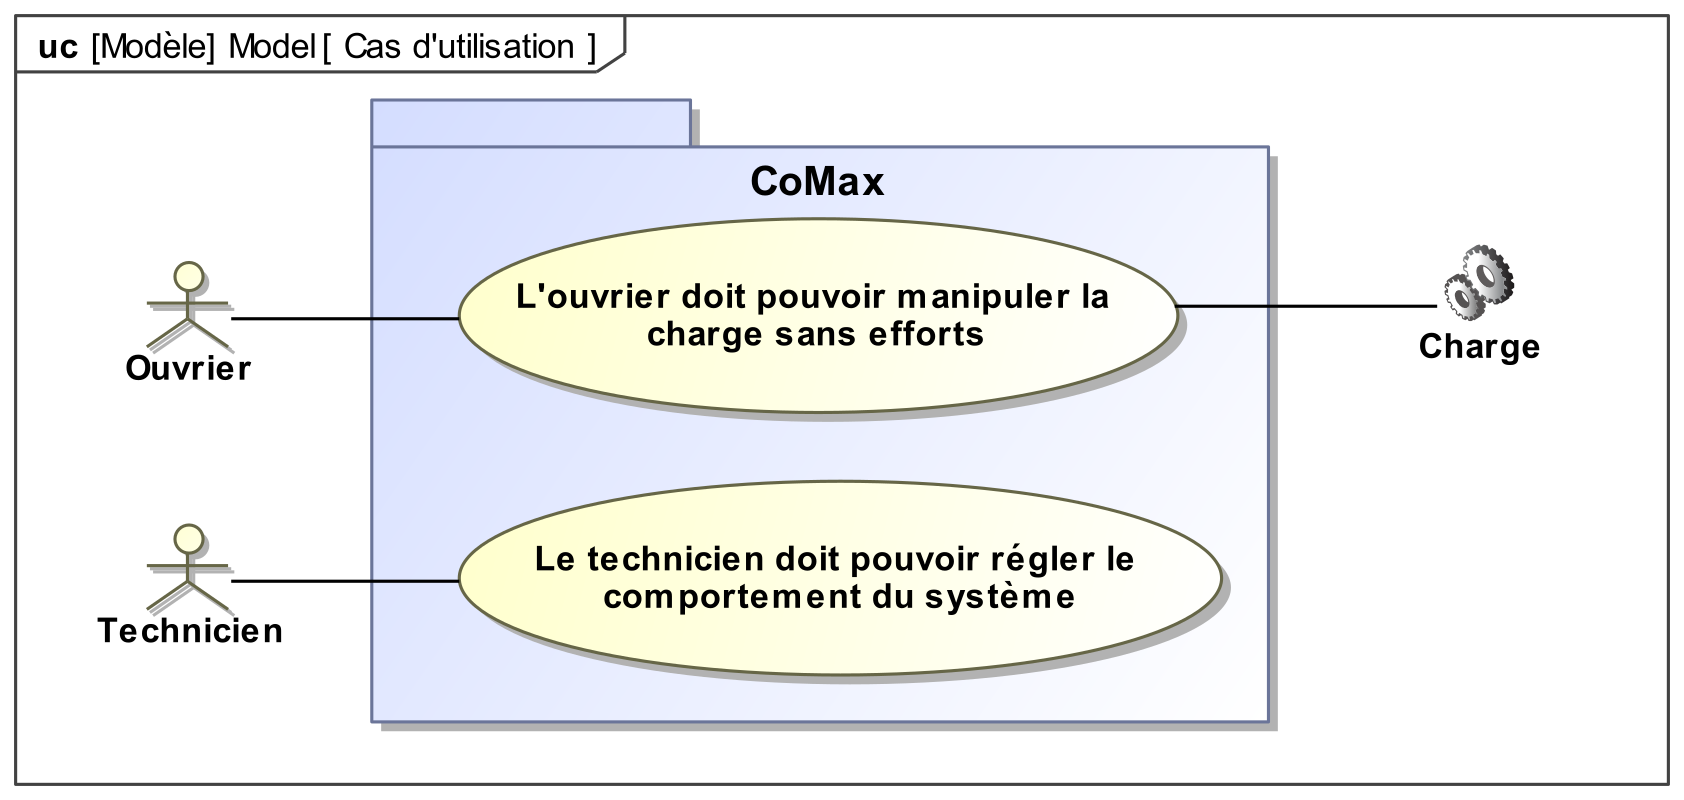 uc [Modèle] Model [ Cas d'utilisation ]
CoMax
L'ouvrier doit pouvoir manipuler la
charge sans efforts
Ouvrier
Charge
Le technicien doit pouvoir régler le
comportement du système
Technicien